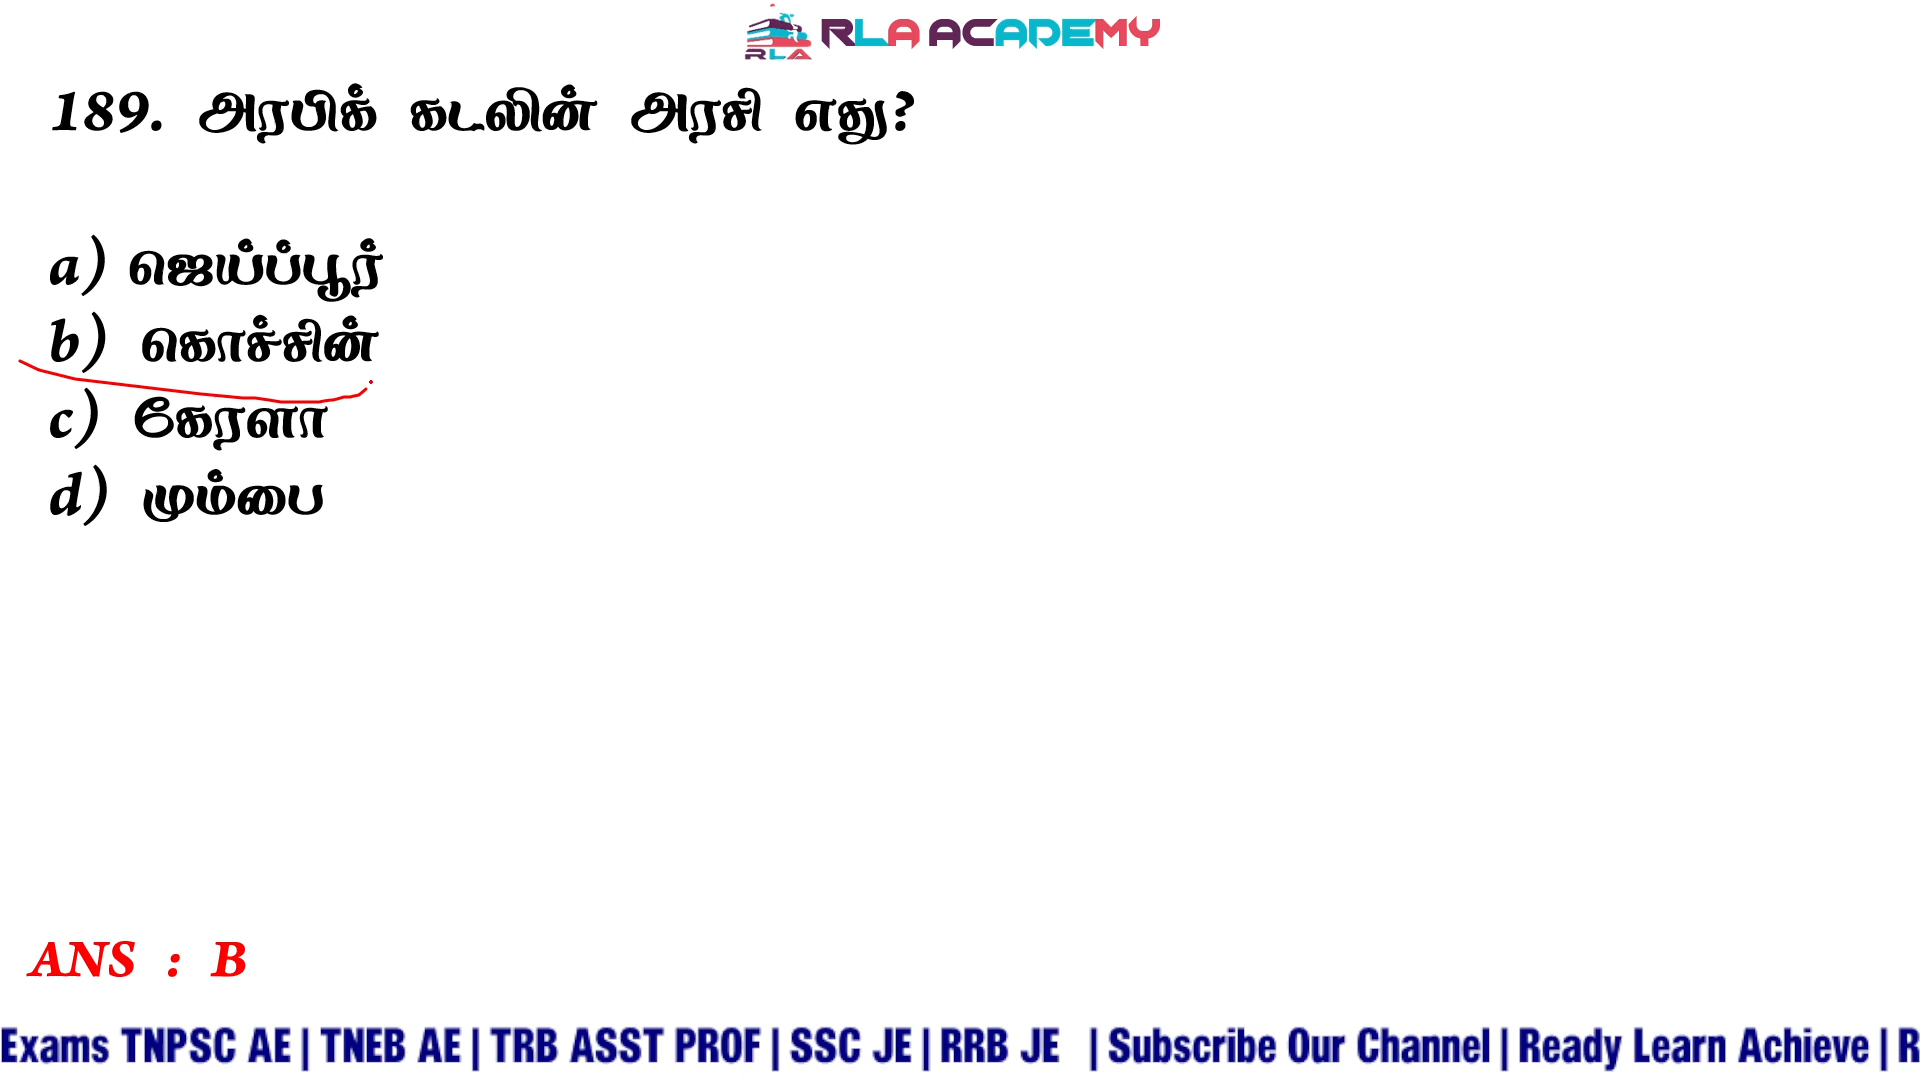 RLA ACADEMY
RLA
189. அரபிக் கடலின் அரசி எது?
a) ஜெய்ப்பூர்
b) கொச்சின்
c) கேரளா
d) மும்பை
ANS : B
Exams TNPSC AE | TNEB AE | TRB ASST PROF | SSC JE | RRB JE | Subscribe Our Channel | Ready Learn Achieve | R